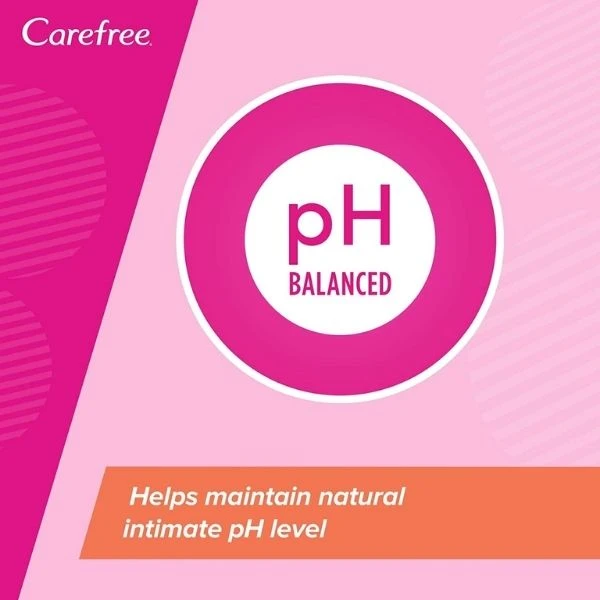 Carefree
pH
BALANCED
Helps maintain natural
intimate pH level